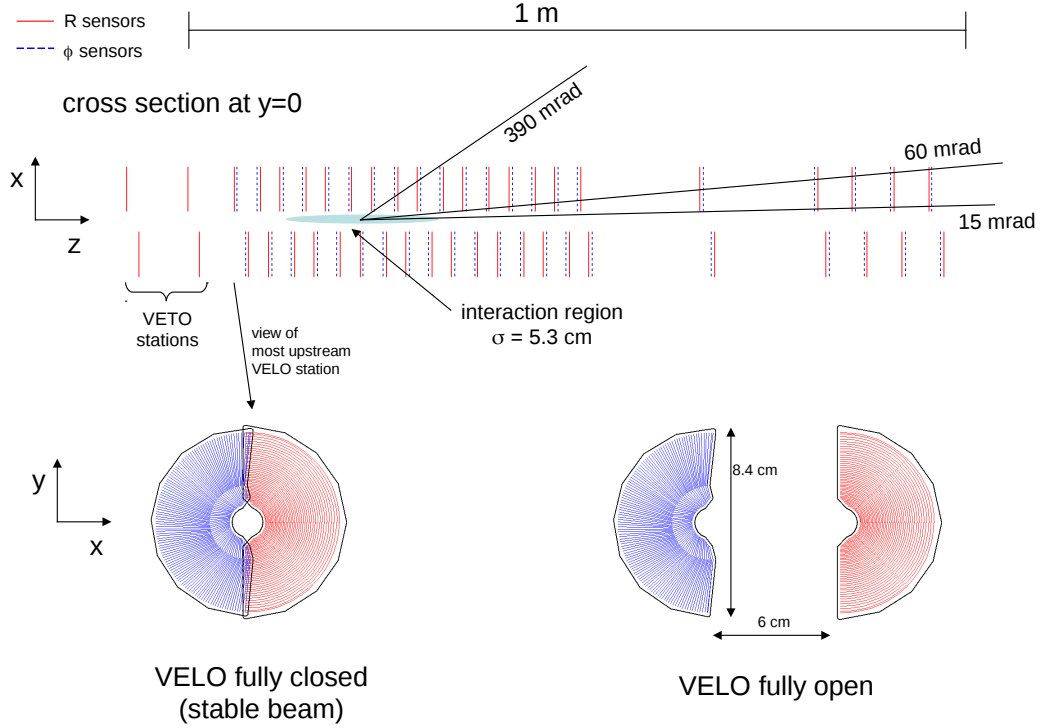 R sensors
ϕ sensors
1 m
cross section at y=0
390 mrad
60 mrad
15 mrad
x
z
VETO
stations
interaction region
σ = 5.3 cm
view of
most upstream
VELO station
y
x
8.4 cm
6 cm
VELO fully closed
(stable beam)
VELO fully open